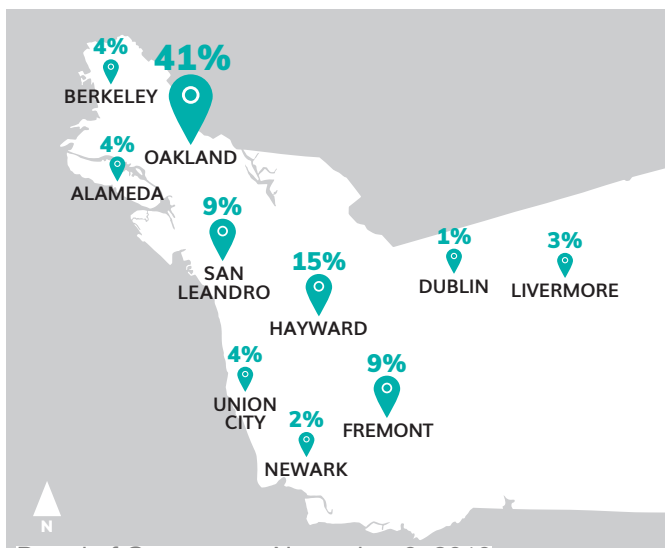 4%
BERKELEY
41%
OAKLAND
4%
ALAMEDA
9%
SAN
LEANDRO
15%
HAYWARD
1%
DUBLIN
3%
LIVERMORE
4%
UNION
CITY
9%
FREMONT
2%
NEWARK
N